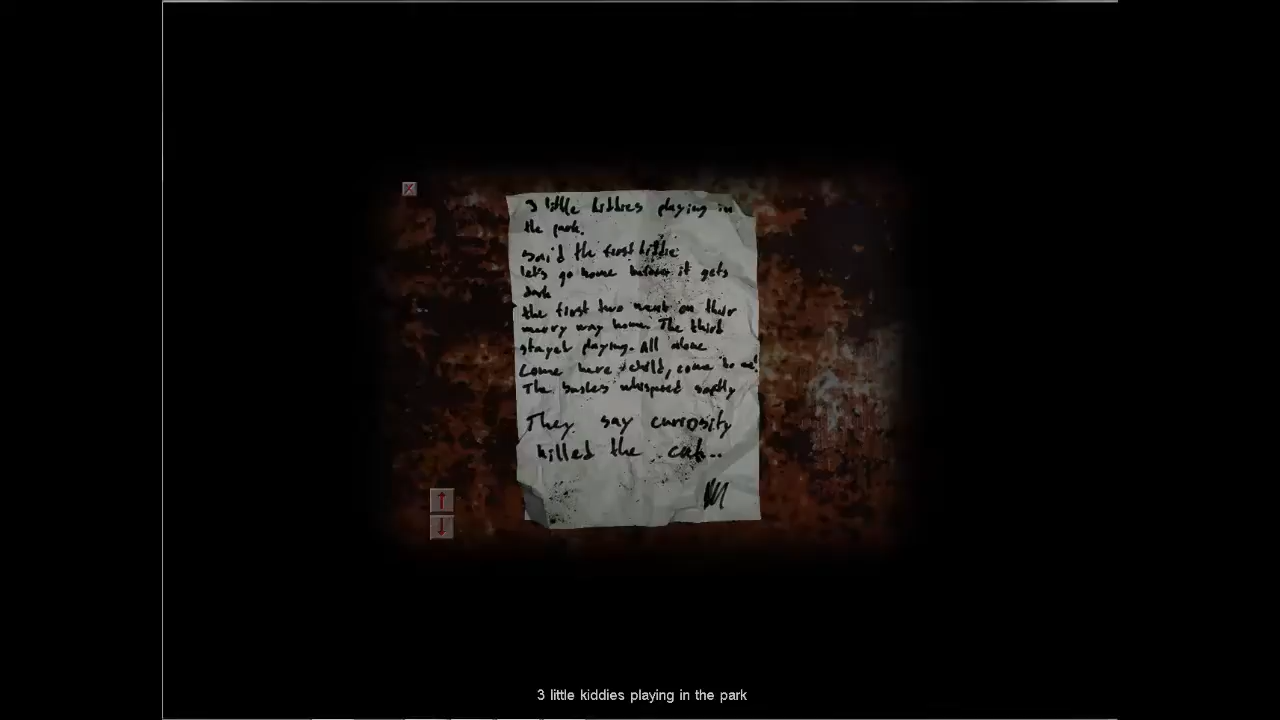 3 little kiddies playing in
the park.
said the first kiddie
let's go home before it gets
dark
the first two went on their
merry way home. The third
stayed playing. All alone
Come here child, come to me!
The bushes whispered softly
They say curiosity
killed the cat..
3 little kiddies playing in the park